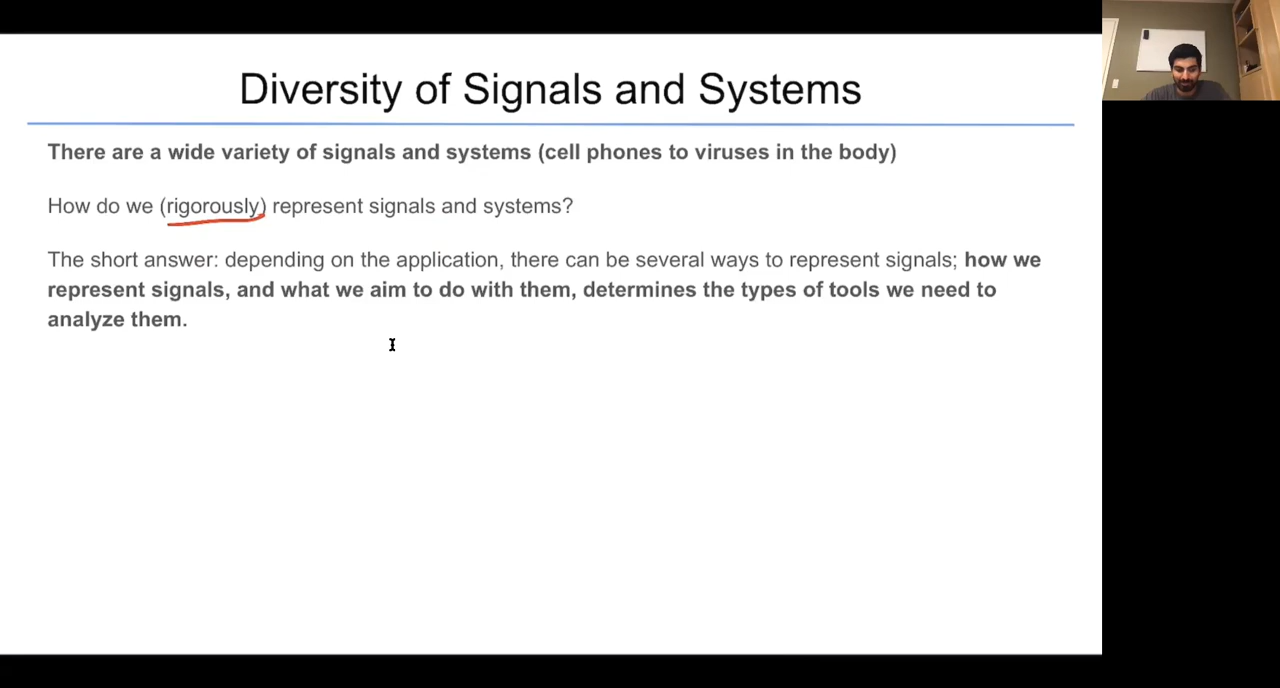 Diversity of Signals and Systems
There are a wide variety of signals and systems (cell phones to viruses in the body)
How do we (rigorously) represent signals and systems?
The short answer: depending on the application, there can be several ways to represent signals; how we
represent signals, and what we aim to do with them, determines the types of tools we need to
analyze them.